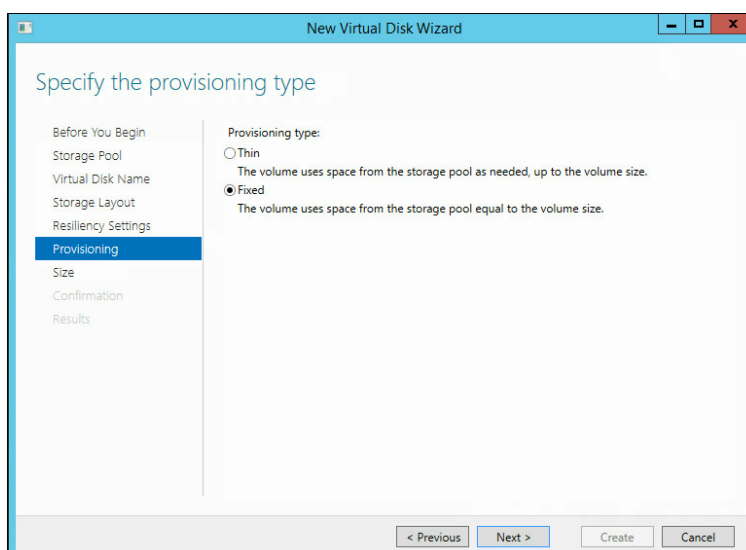 New Virtual Disk Wizard
Specify the provisioning type
Before You Begin
Storage Pool
Virtual Disk Name
Storage Layout
Resiliency Settings
Provisioning
Size
Confirmation
Results
Provisioning type:
Thin
The volume uses space from the storage pool as needed, up to the volume size.
Fixed
The volume uses space from the storage pool equal to the volume size.
< Previous
Next >
Create
Cancel